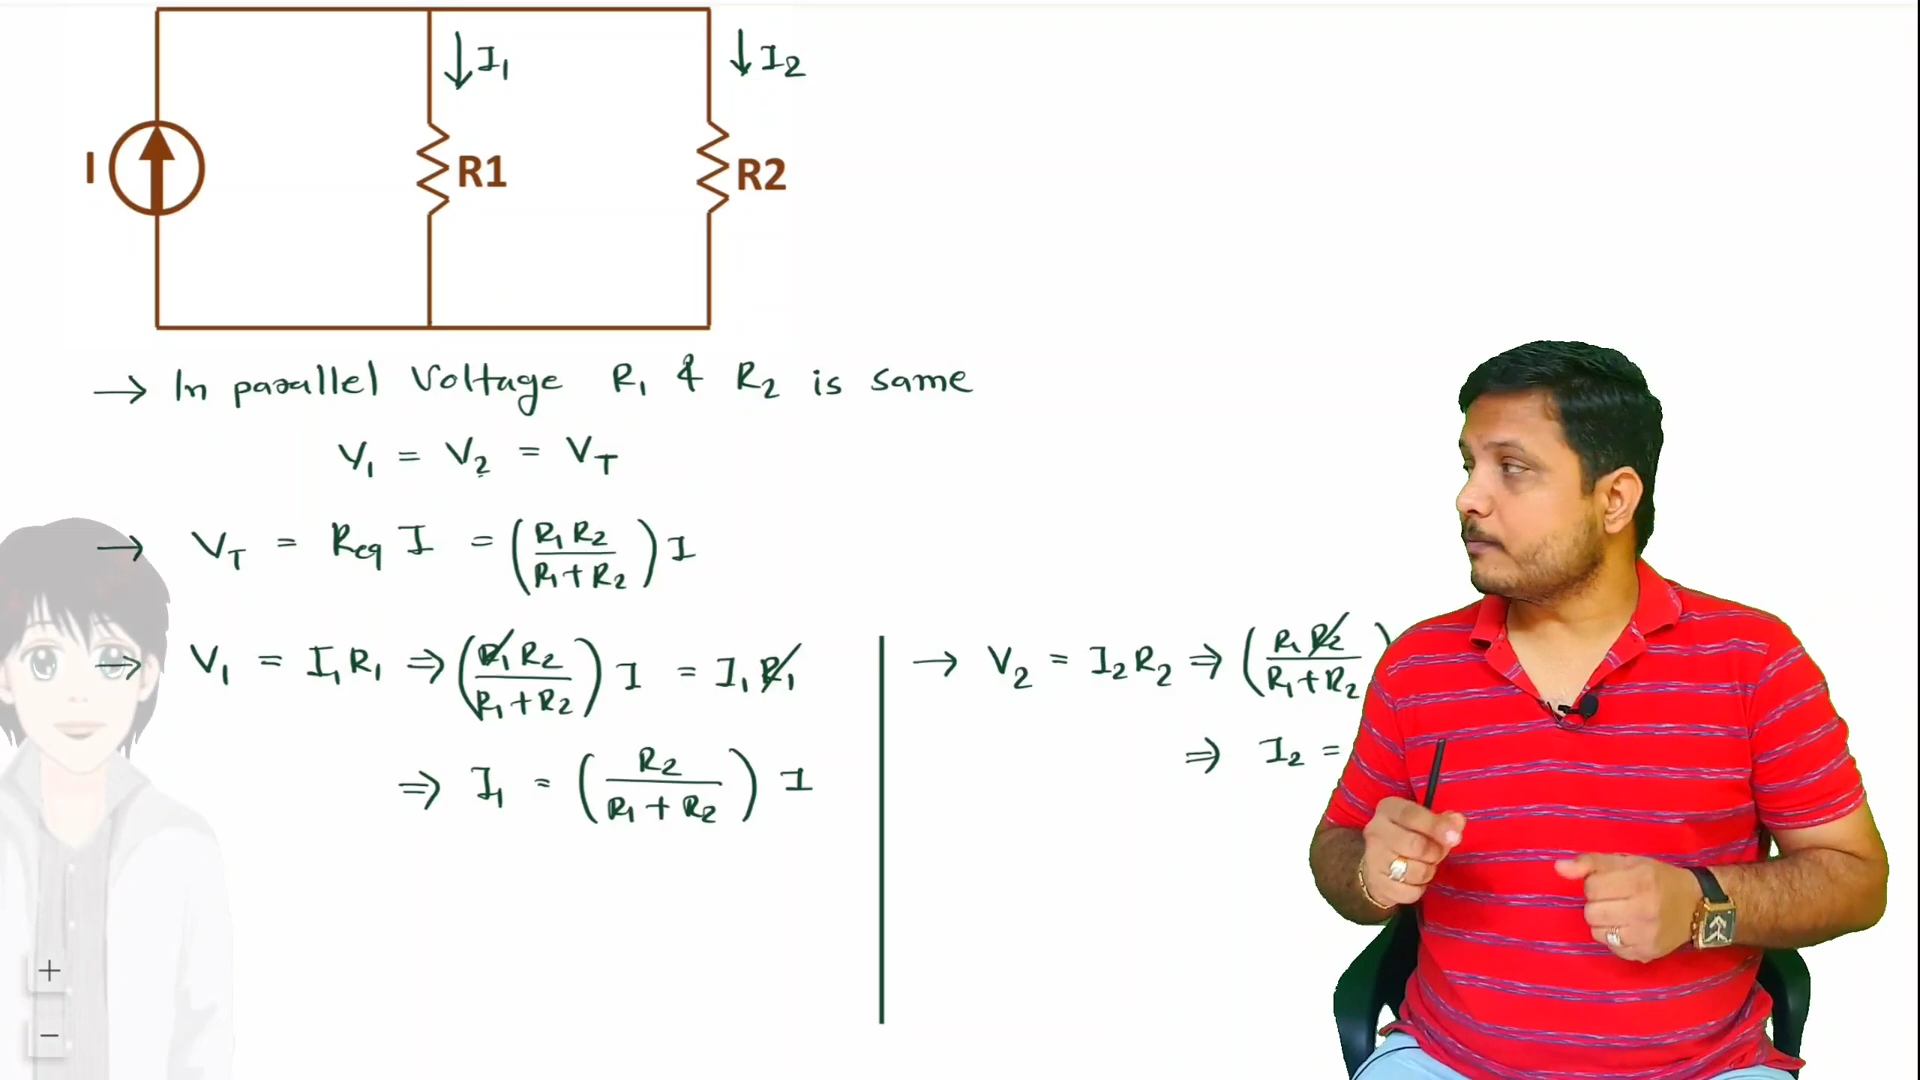 I
↓I₁
↓I₂
R1
R2
→ In parallel Voltage R₁ & R₂ is same
V₁ = V₂ = V_T
→ V_T = Req I = (R₁R₂ / R₁+R₂) I
→ V₁ = I₁R₁ ⇒ (R₁R₂ / R₁+R₂) I = I₁R₁
⇒ I₁ = (R₂ / R₁+R₂) I
→ V₂ = I₂R₂ ⇒ (R₁R₂ / R₁+R₂)
⇒ I₂ =
+
−